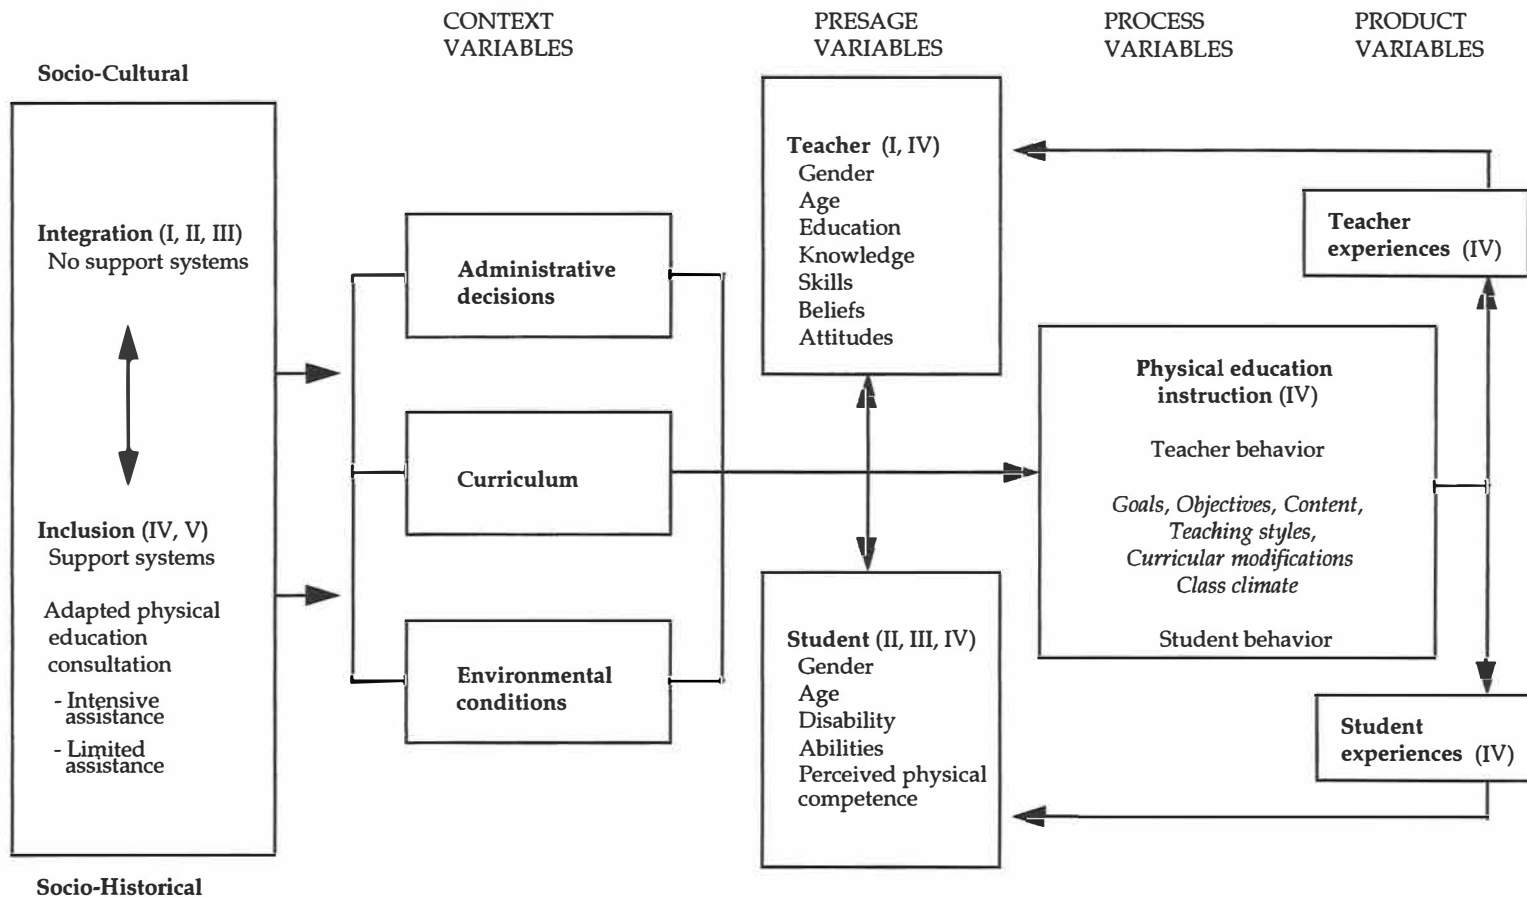 CONTEXT
VARIABLES
PRESAGE
VARIABLES
PROCESS
VARIABLES
PRODUCT
VARIABLES
Socio-Cultural
Integration (I, II, III)
No support systems
Inclusion (IV, V)
Support systems
Adapted physical
education
consultation
- Intensive
assistance
- Limited
assistance
Socio-Historical
Administrative
decisions
Curriculum
Environmental
conditions
Teacher (I, IV)
Gender
Age
Education
Knowledge
Skills
Beliefs
Attitudes
Student (II, III, IV)
Gender
Age
Disability
Abilities
Perceived physical
competence
Physical education
instruction (IV)
Teacher behavior
Goals, Objectives, Content,
Teaching styles,
Curricular modifications
Class climate
Student behavior
Teacher
experiences (IV)
Student
experiences (IV)